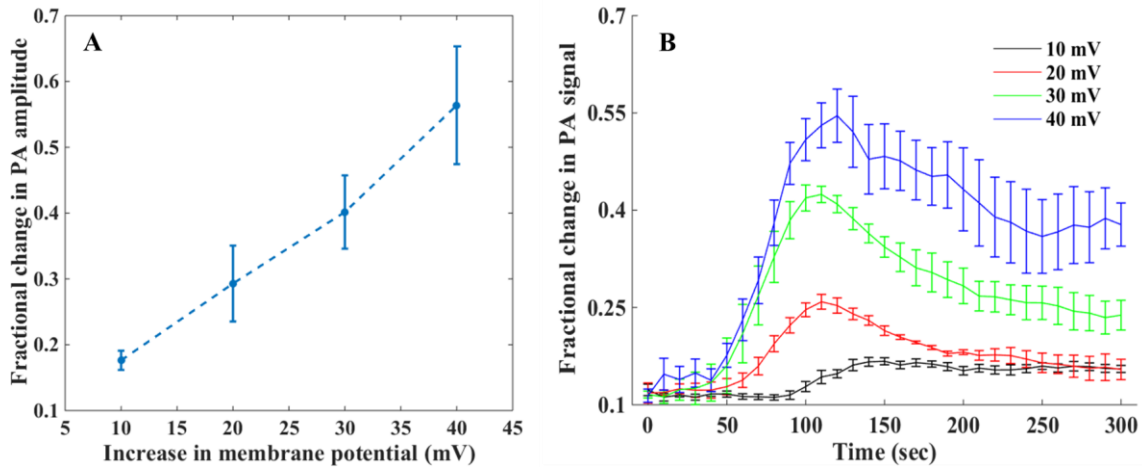 A
Fractional change in PA amplitude
0.7
0.6
0.5
0.4
0.3
0.2
0.1
5 10 15 20 25 30 35 40 45
Increase in membrane potential (mV)
B
Fractional change in PA signal
0.7
0.55
0.4
0.25
0.1
10 mV
20 mV
30 mV
40 mV
0 50 100 150 200 250 300
Time (sec)